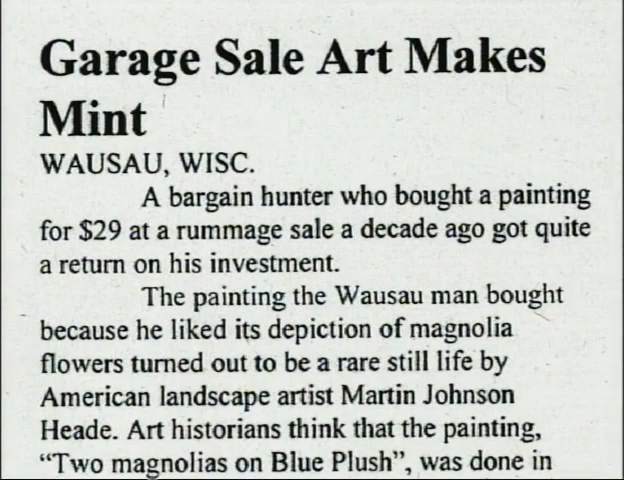 Garage Sale Art Makes
Mint
WAUSAU, WISC.
A bargain hunter who bought a painting
for $29 at a rummage sale a decade ago got quite
a return on his investment.
The painting the Wausau man bought
because he liked its depiction of magnolia
flowers turned out to be a rare still life by
American landscape artist Martin Johnson
Heade. Art historians think that the painting,
“Two magnolias on Blue Plush”, was done in